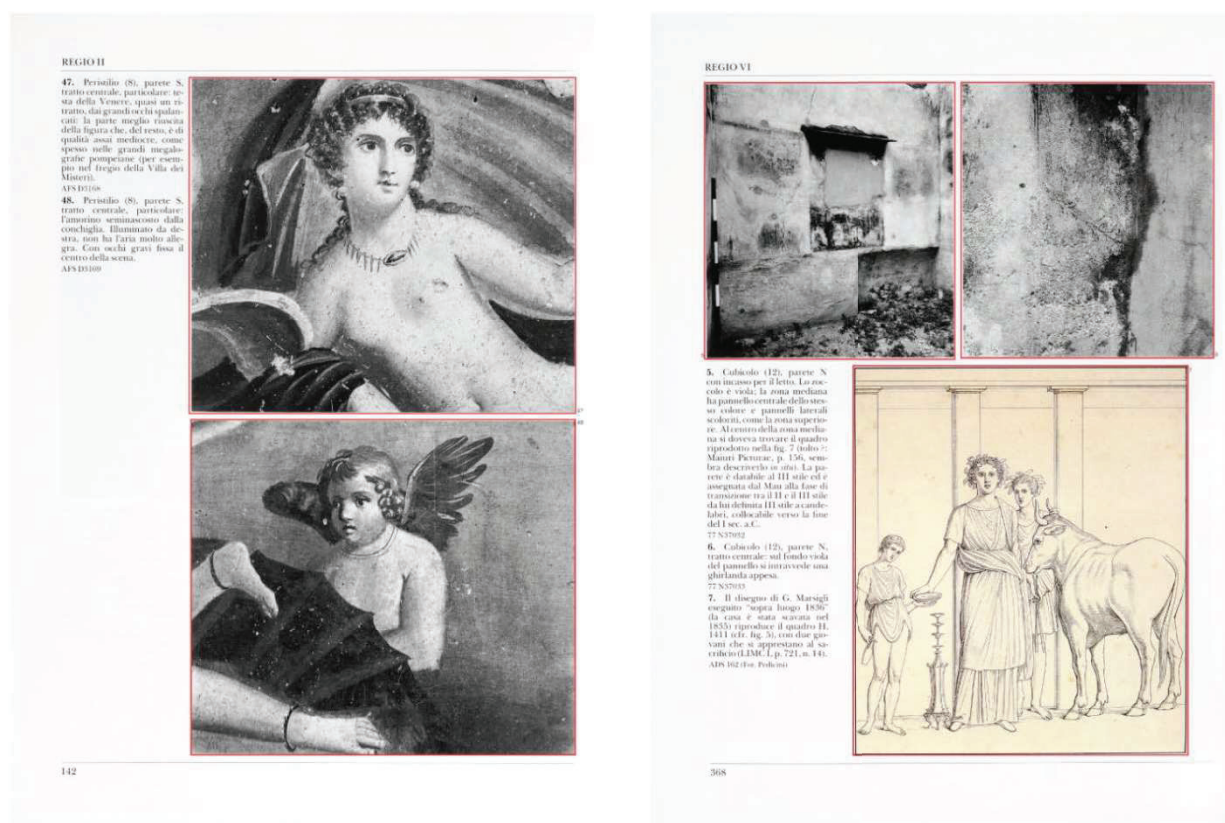 REGIO II
47. Peristilio (8), parete S,
tratto centrale, particolare: te-
sta della Venere, quasi un ri-
tratto, dai grandi occhi spalan-
cati: la parte meglio riuscita
della figura che, del resto, è di
qualità assai mediocre, come
spesso nelle grandi megalo-
grafie pompeiane (per esem-
pio nel fregio della Villa dei
Misteri).
AFS D5168
48. Peristilio (8), parete S,
tratto centrale, particolare:
l'amorino seminascosto dalla
conchiglia. Illuminato da de-
stra, non ha l'aria molto alle-
gra. Con occhi gravi fissa il
centro della scena.
AFS D5169
47
48
142
REGIO VI
5. Cubicolo (12), parete N
con incasso per il letto. Lo zoc-
colo è viola; la zona mediana
ha pannello centrale dello stes-
so colore e pannelli laterali
scoloriti, come la zona superio-
re. Al centro della zona media-
na si doveva trovare il quadro
riprodotto nella fig. 7 (tolto ?:
Maiuri Picturae, p. 156, sem-
bra descriverlo in situ). La pa-
rete è databile al III stile ed è
assegnata dal Mau alla fase di
transizione tra il II e il III stile
da lui definita III stile a cande-
labri, collocabile verso la fine
del I sec. a.C.
77 N37032
6. Cubicolo (12), parete N,
tratto centrale: sul fondo viola
del pannello si intravvede una
ghirlanda appesa.
77 N37033
7. Il disegno di G. Marsigli
eseguito "sopra luogo 1836"
(la casa è stata scavata nel
1835) riproduce il quadro H.
1411 (cfr. fig. 5), con due gio-
vani che si apprestano al sa-
crificio (LIMC I, p. 721, n. 14).
ADS 162 (Fot. Pedicini)
368